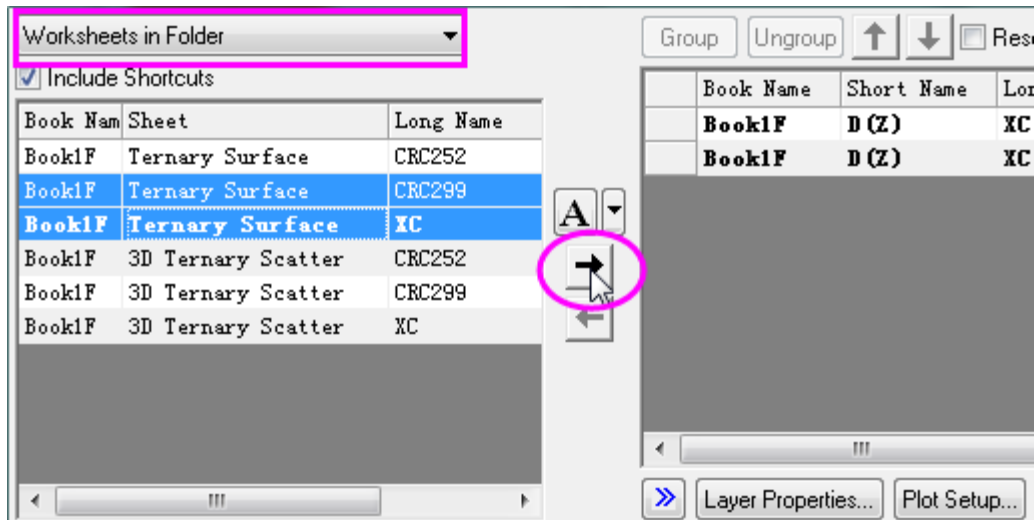 Worksheets in Folder
Include Shortcuts
Book Nam Sheet Long Name
Book1F Ternary Surface CRC252
Book1F Ternary Surface CRC299
Book1F Ternary Surface XC
Book1F 3D Ternary Scatter CRC252
Book1F 3D Ternary Scatter CRC299
Book1F 3D Ternary Scatter XC
A
Group Ungroup Rese
Book Name Short Name Lon
Book1F D(Z) XC
Book1F D(Z) XC
Layer Properties... Plot Setup...